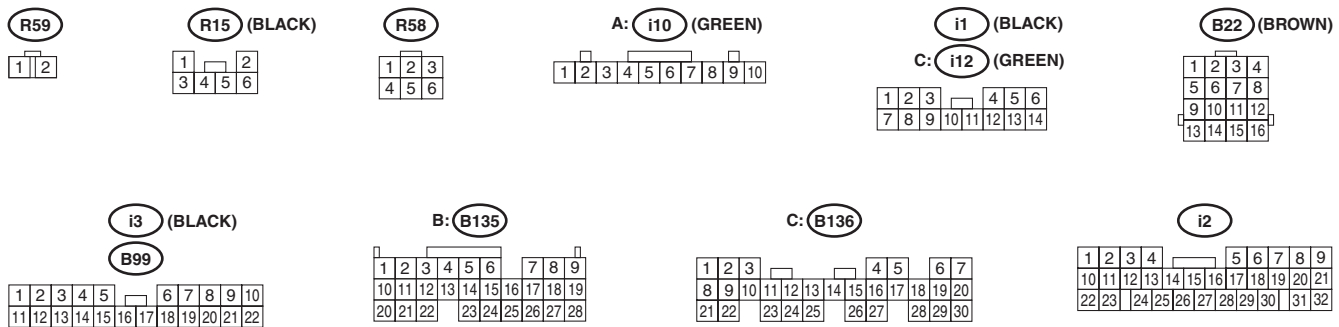 R59
R15 (BLACK)
R58
A: i10 (GREEN)
i1 (BLACK)
C: i12 (GREEN)
B22 (BROWN)
1 2
1 2
3 4 5 6
1 2 3
4 5 6
1 2 3 4 5 6 7 8 9 10
1 2 3 4 5 6
7 8 9 10 11 12 13 14
1 2 3 4
5 6 7 8
9 10 11 12
13 14 15 16
i3 (BLACK)
B99
B: B135
C: B136
i2
1 2 3 4 5 6 7 8 9 10
11 12 13 14 15 16 17 18 19 20 21 22
1 2 3 4 5 6 7 8 9
10 11 12 13 14 15 16 17 18 19
20 21 22 23 24 25 26 27 28
1 2 3 4 5 6 7
8 9 10 11 12 13 14 15 16 17 18 19 20
21 22 23 24 25 26 27 28 29 30
1 2 3 4 5 6 7 8 9
10 11 12 13 14 15 16 17 18 19 20 21
22 23 24 25 26 27 28 29 30 31 32